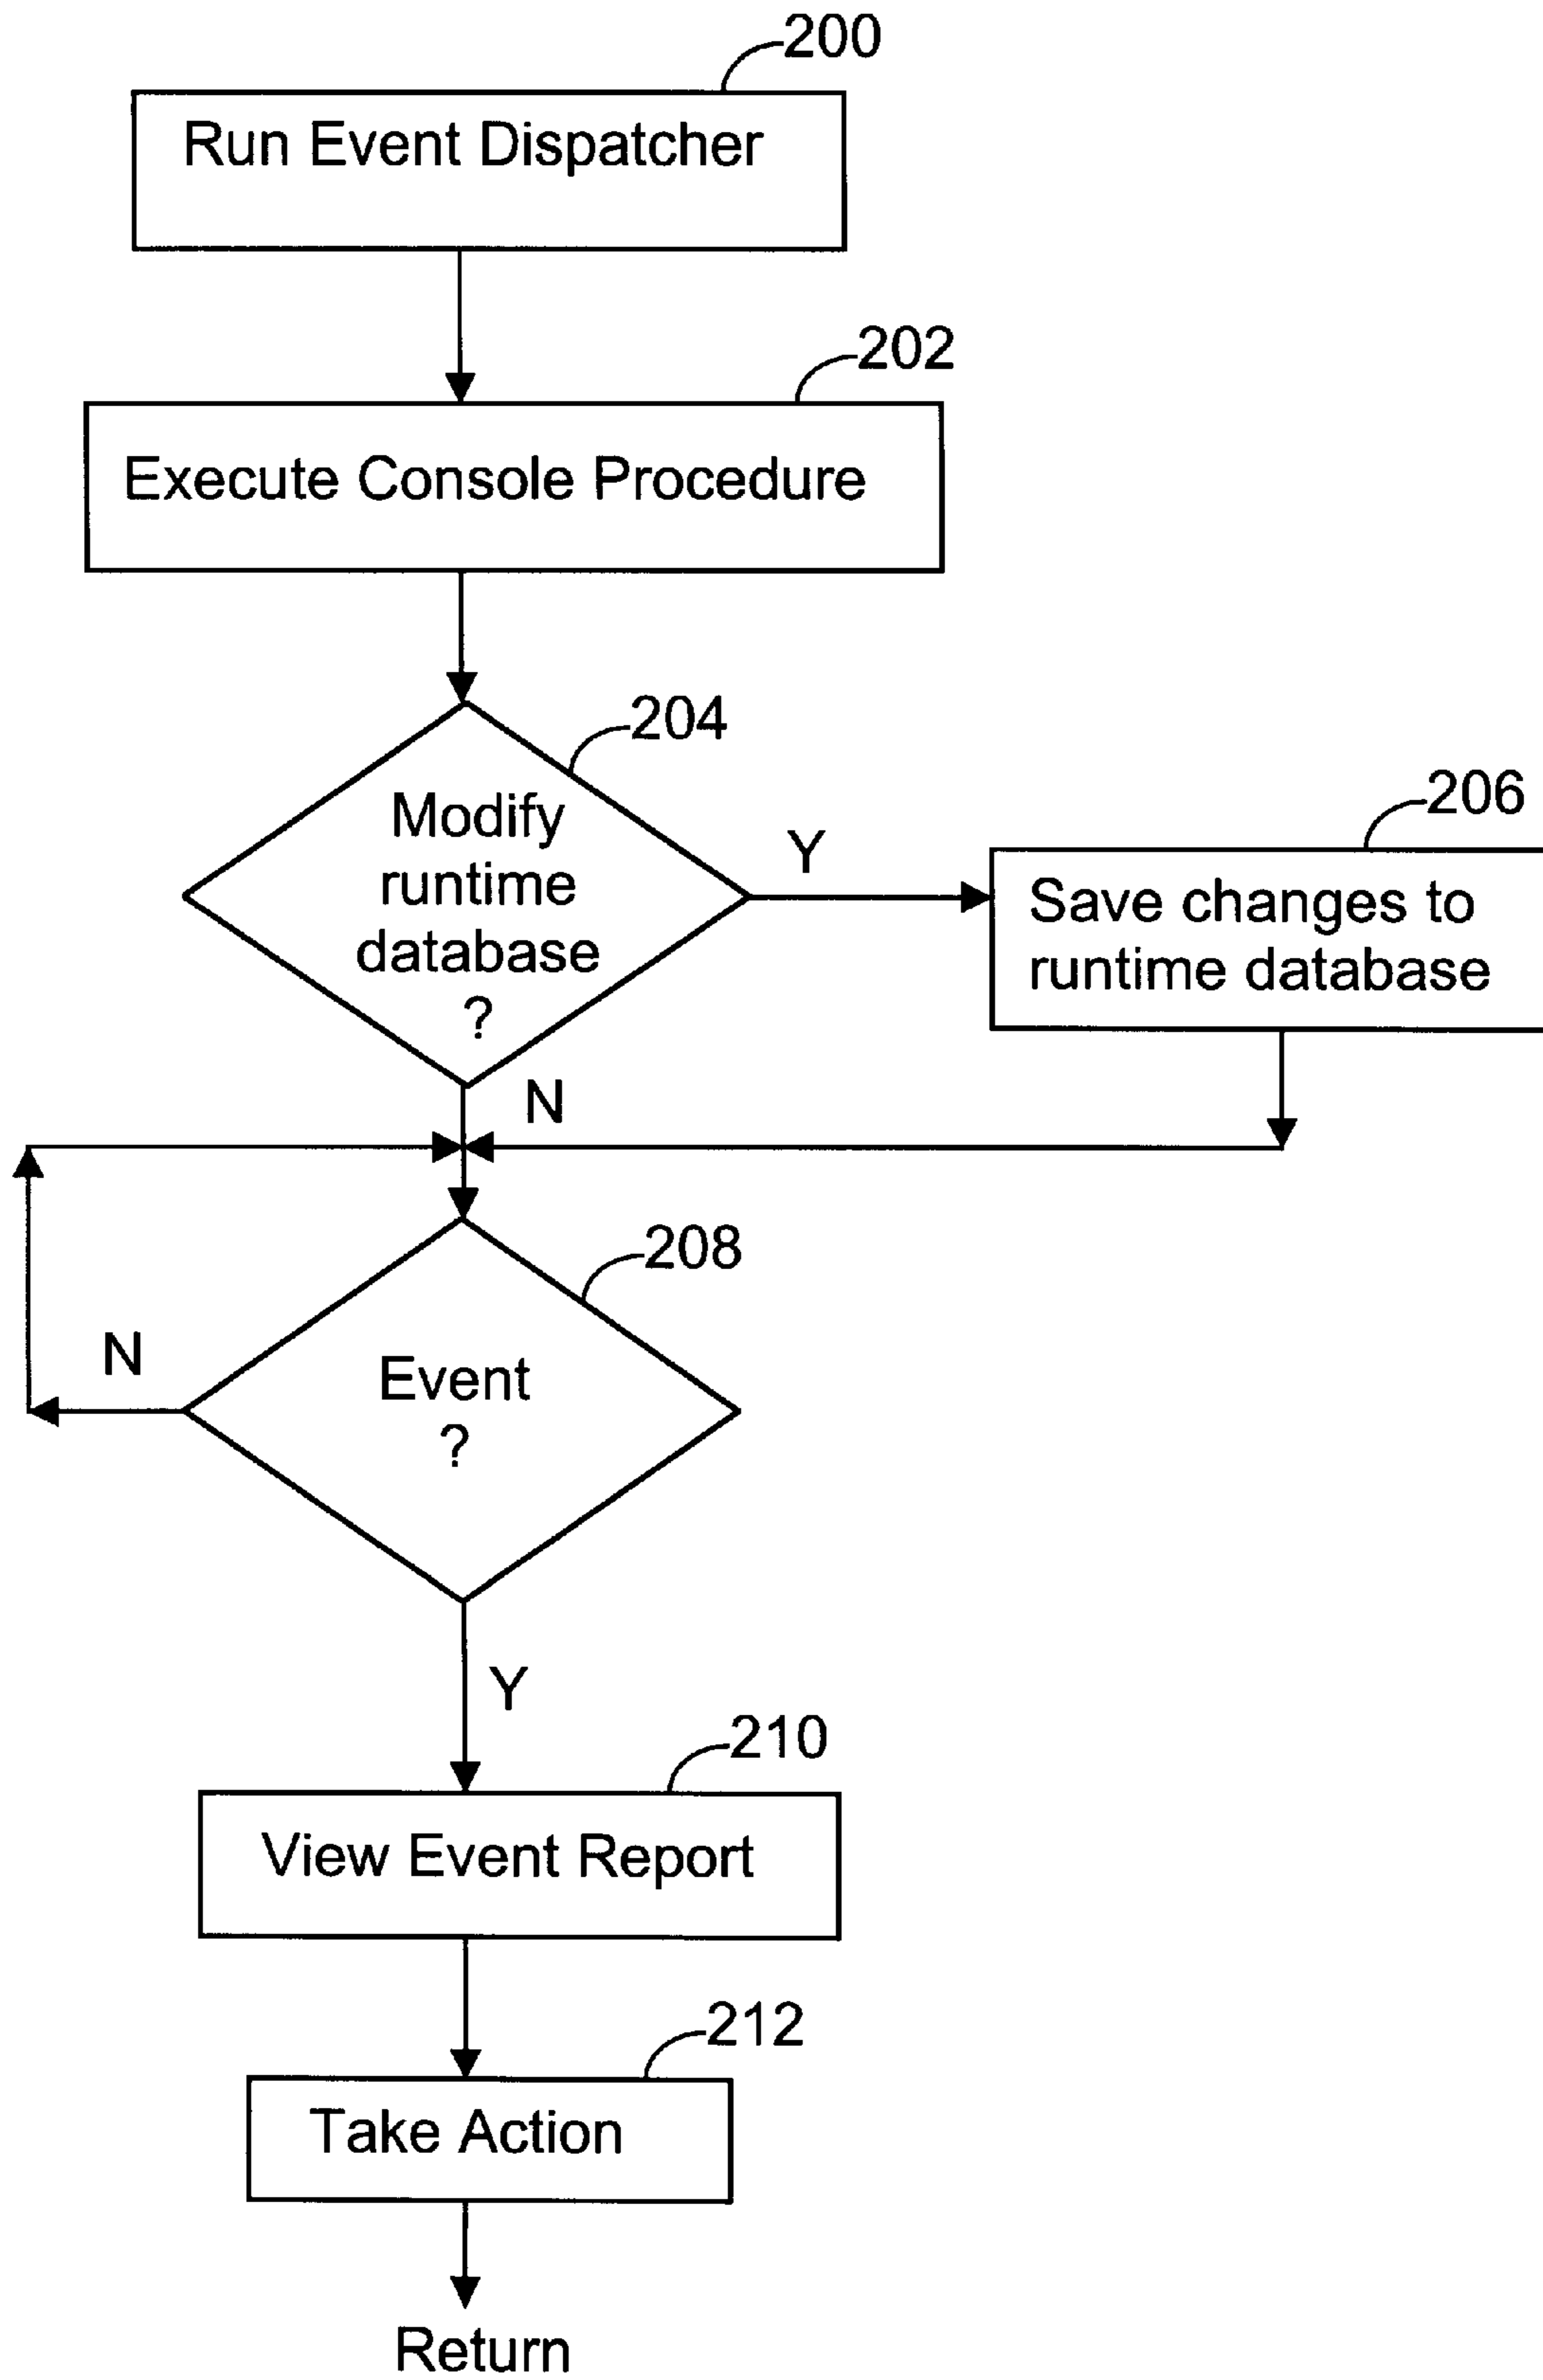 200
Run Event Dispatcher
202
Execute Console Procedure
204
Modify
runtime
database
?
Y
206
Save changes to
runtime database
N
208
Event
?
N
Y
210
View Event Report
212
Take Action
Return